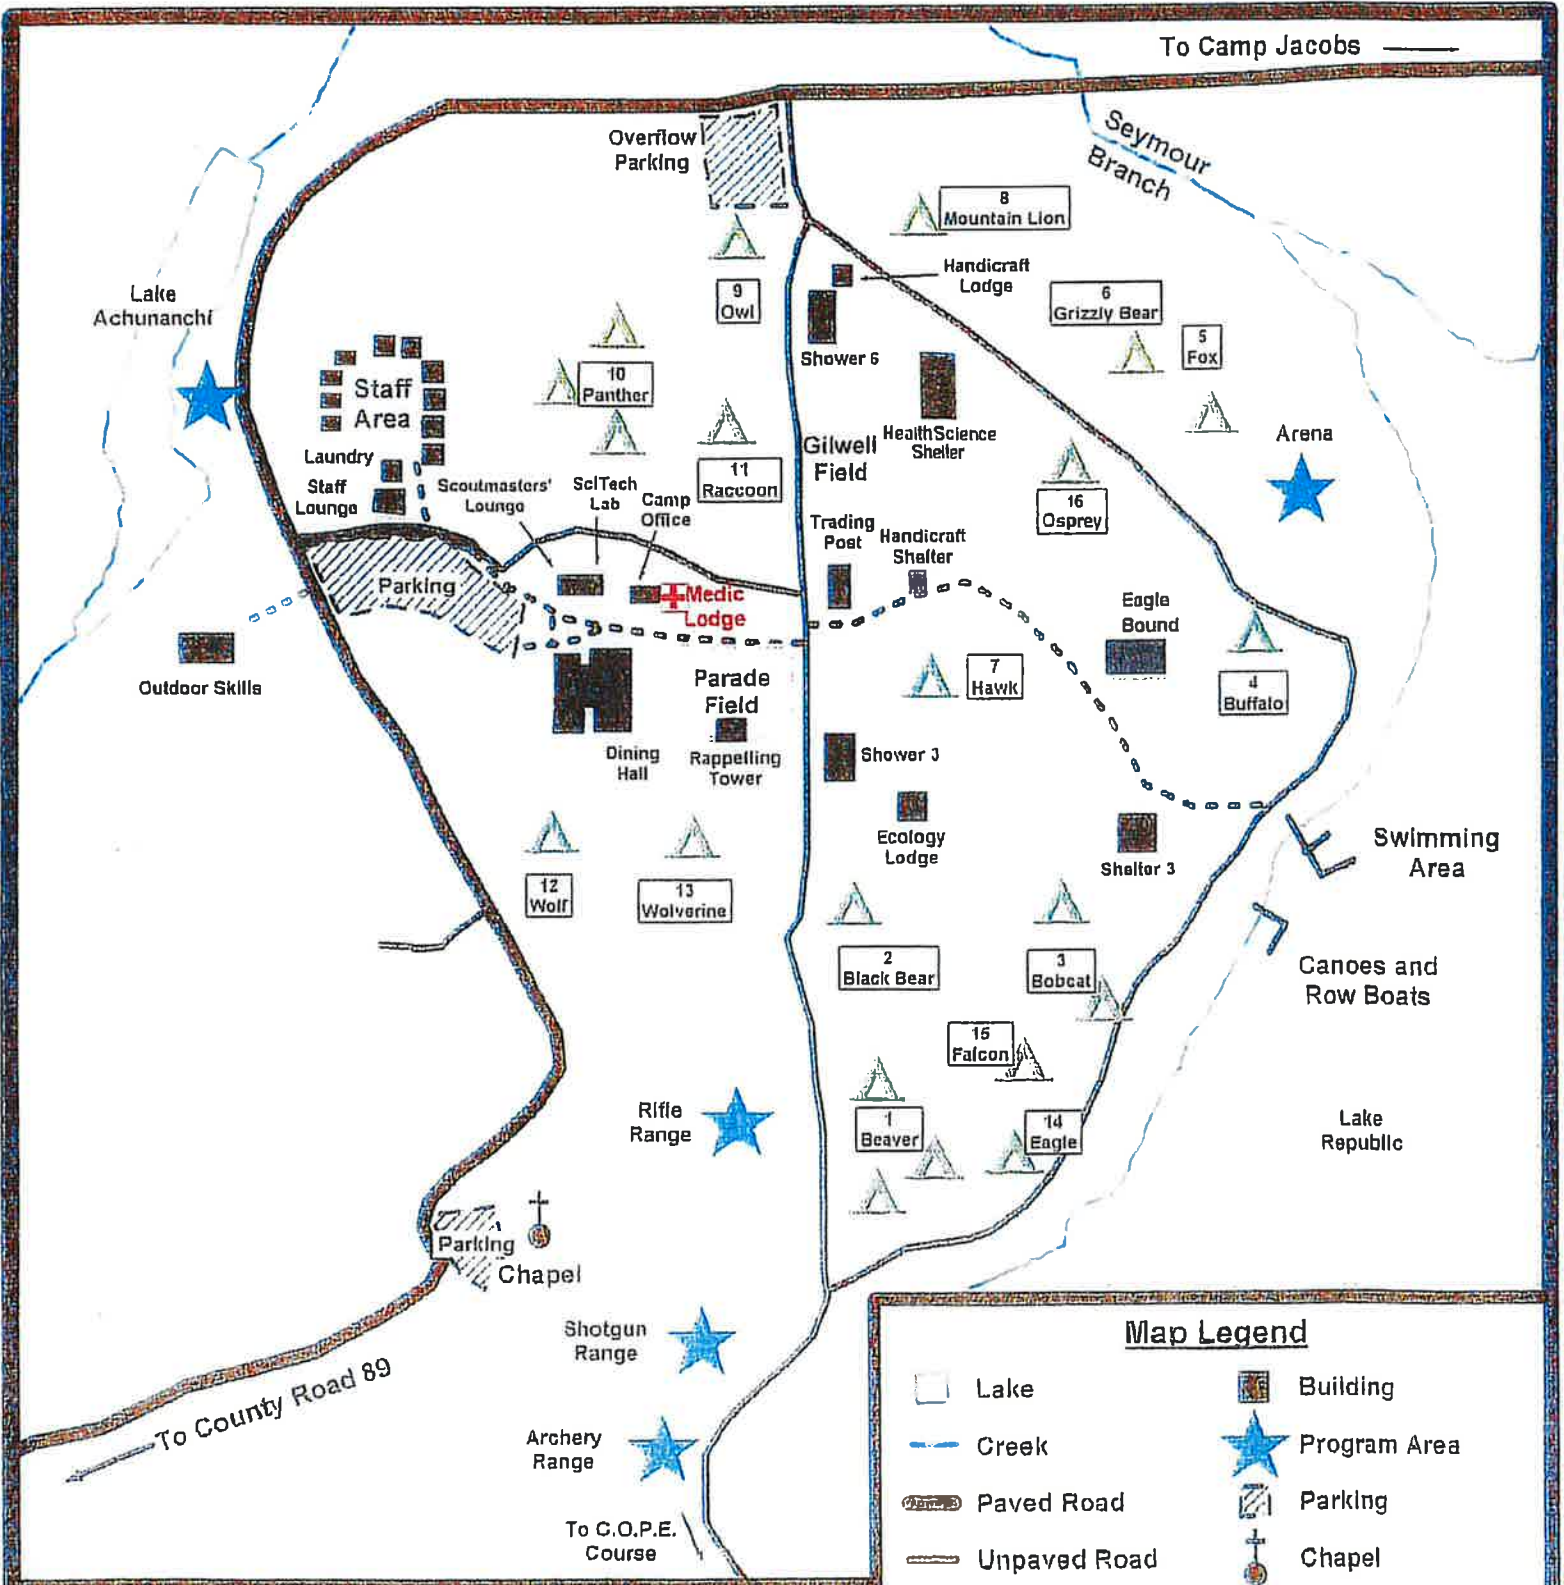 To Camp Jacobs
Overflow
Parking
Seymour
Branch
8
Mountain Lion
Handicraft
Lodge
Lake
Achunanchi
9
Owl
6
Grizzly Bear
5
Fox
Shower 6
Staff
Area
10
Panther
Laundry
Staff
Lounge
Scoutmasters'
Lounge
SciTech
Lab
Camp
Office
11
Raccoon
Gilwell
Field
HealthScience
Shelter
Arena
16
Osprey
Trading
Post
Handicraft
Shelter
Parking
Medic
Lodge
Eagle
Bound
Outdoor Skills
Parade
Field
7
Hawk
4
Buffalo
Dining
Hall
Rappelling
Tower
Shower 3
Ecology
Lodge
Shelter 3
Swimming
Area
12
Wolf
13
Wolverine
2
Black Bear
3
Bobcat
Canoes and
Row Boats
15
Falcon
Rifle
Range
1
Beaver
14
Eagle
Lake
Republic
Parking
Chapel
Shotgun
Range
To County Road 89
Archery
Range
To C.O.P.E.
Course
Map Legend
Lake
Building
Creek
Program Area
Paved Road
Parking
Unpaved Road
Chapel